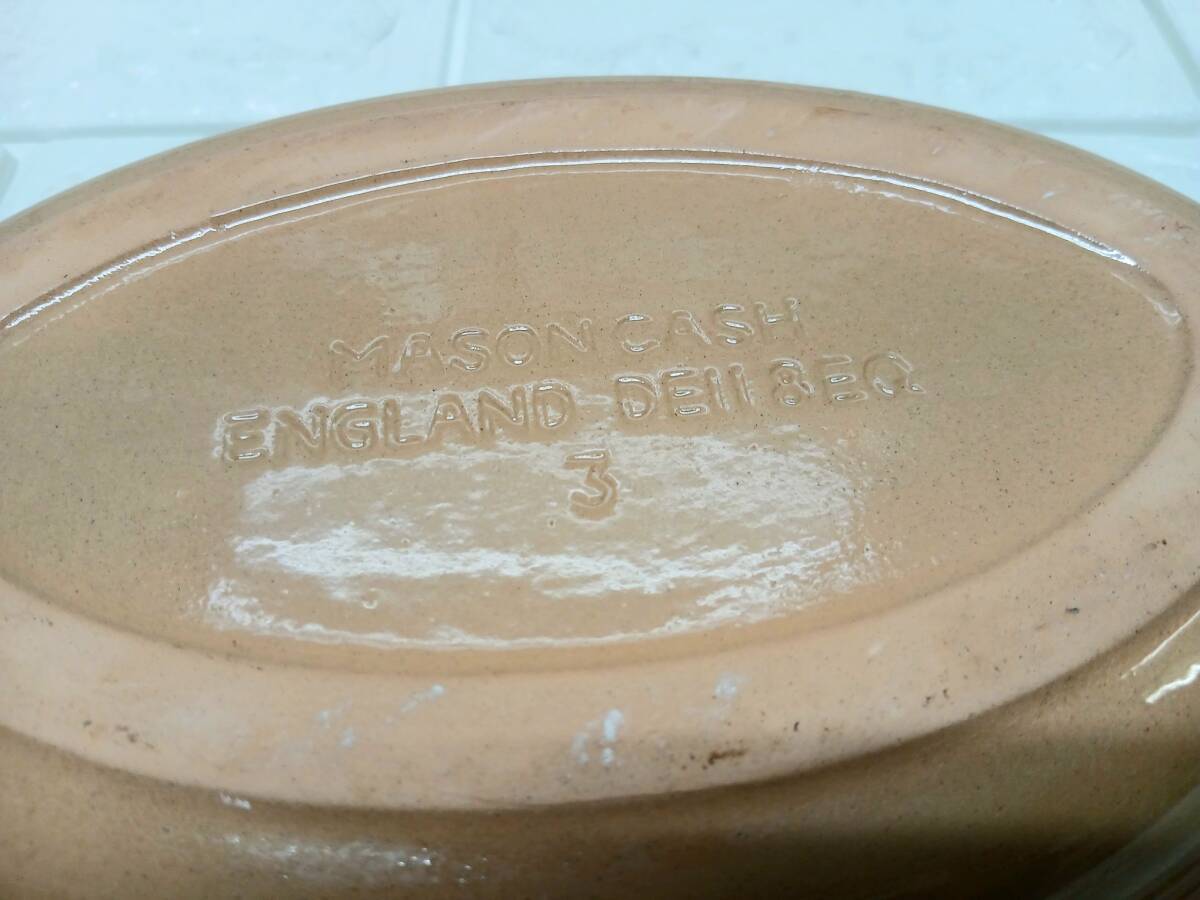 MASON CASH
ENGLAND DE11 8EQ
3